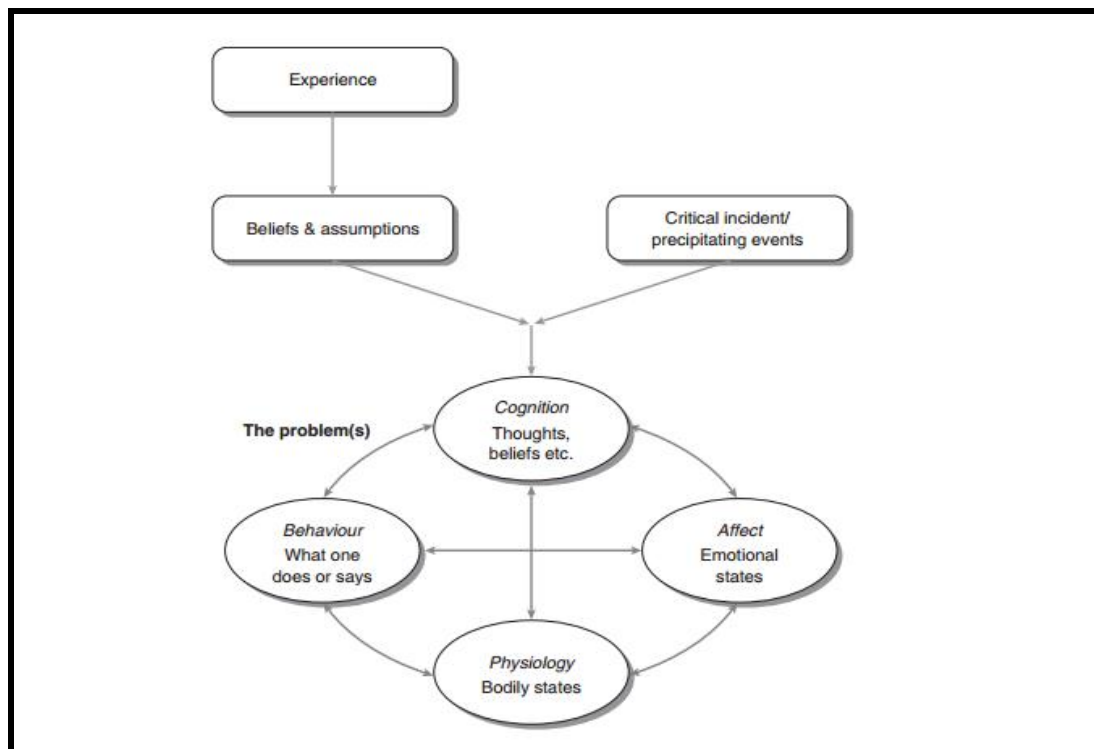 Experience
Beliefs & assumptions
Critical incident/
precipitating events
Cognition
Thoughts,
beliefs etc.
The problem(s)
Behaviour
What one
does or says
Affect
Emotional
states
Physiology
Bodily states